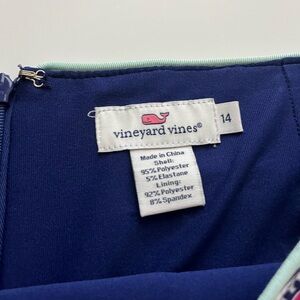 vineyard vines®
14
Made in China
Shell:
95% Polyester
5% Elastane
Lining:
92% Polyester
8% Spandex